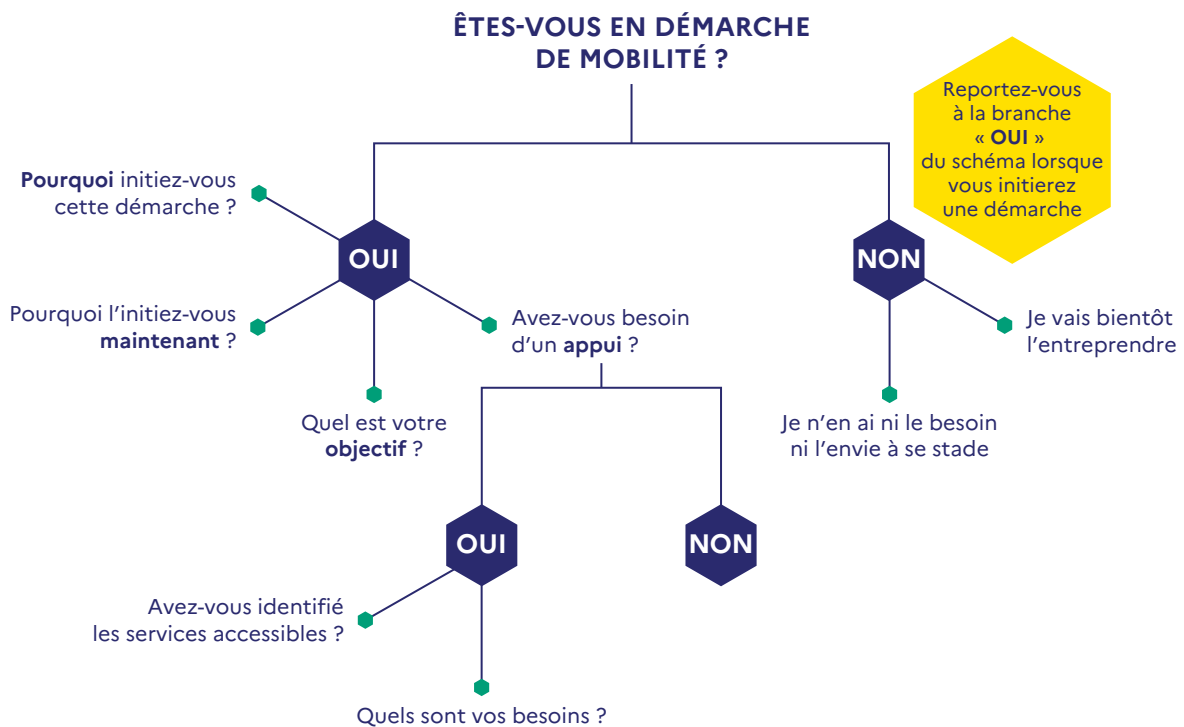 ÊTES-VOUS EN DÉMARCHE
DE MOBILITÉ ?
Reportez-vous
à la branche
« OUI »
du schéma lorsque
vous initierez
une démarche
Pourquoi initiez-vous
cette démarche ?
OUI
NON
Pourquoi l'initiez-vous
maintenant ?
Avez-vous besoin
d'un appui ?
Je vais bientôt
l'entreprendre
Quel est votre
objectif ?
Je n'en ai ni le besoin
ni l'envie à se stade
OUI
NON
Avez-vous identifié
les services accessibles ?
Quels sont vos besoins ?